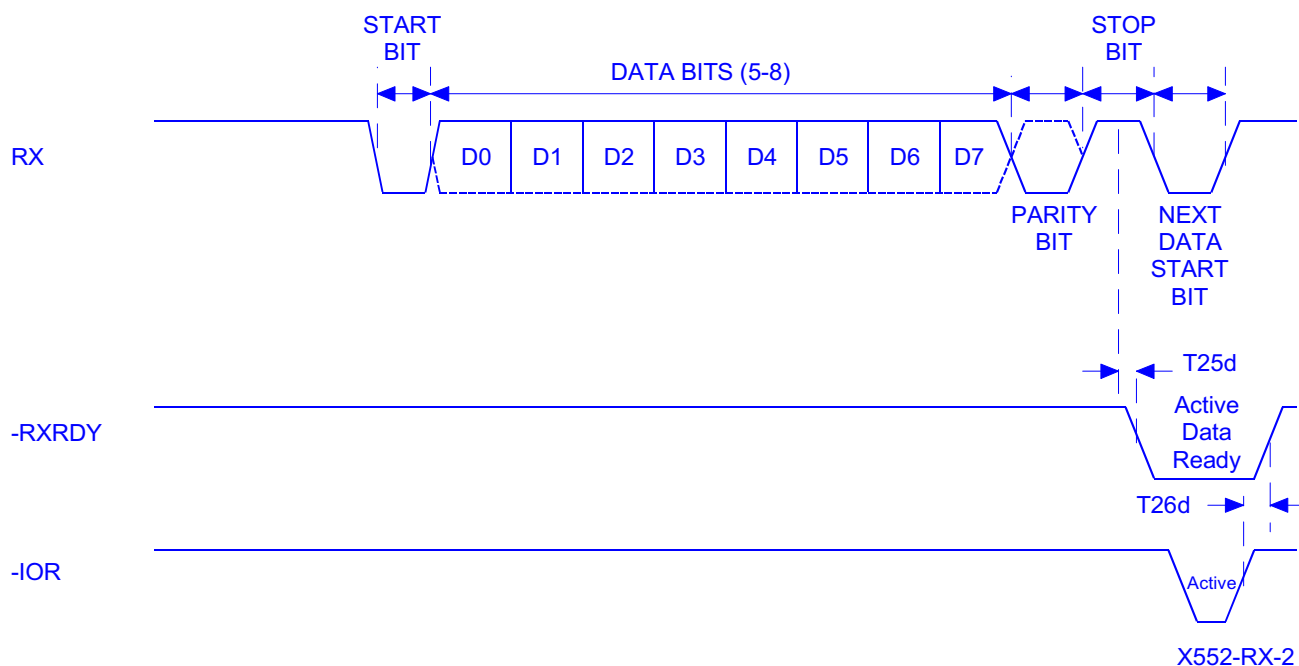 START
BIT
STOP
BIT
DATA BITS (5-8)
RX
D0 D1 D2 D3 D4 D5 D6 D7
PARITY
BIT
NEXT
DATA
START
BIT
T25d
-RXRDY
Active
Data
Ready
T26d
-IOR
Active
X552-RX-2